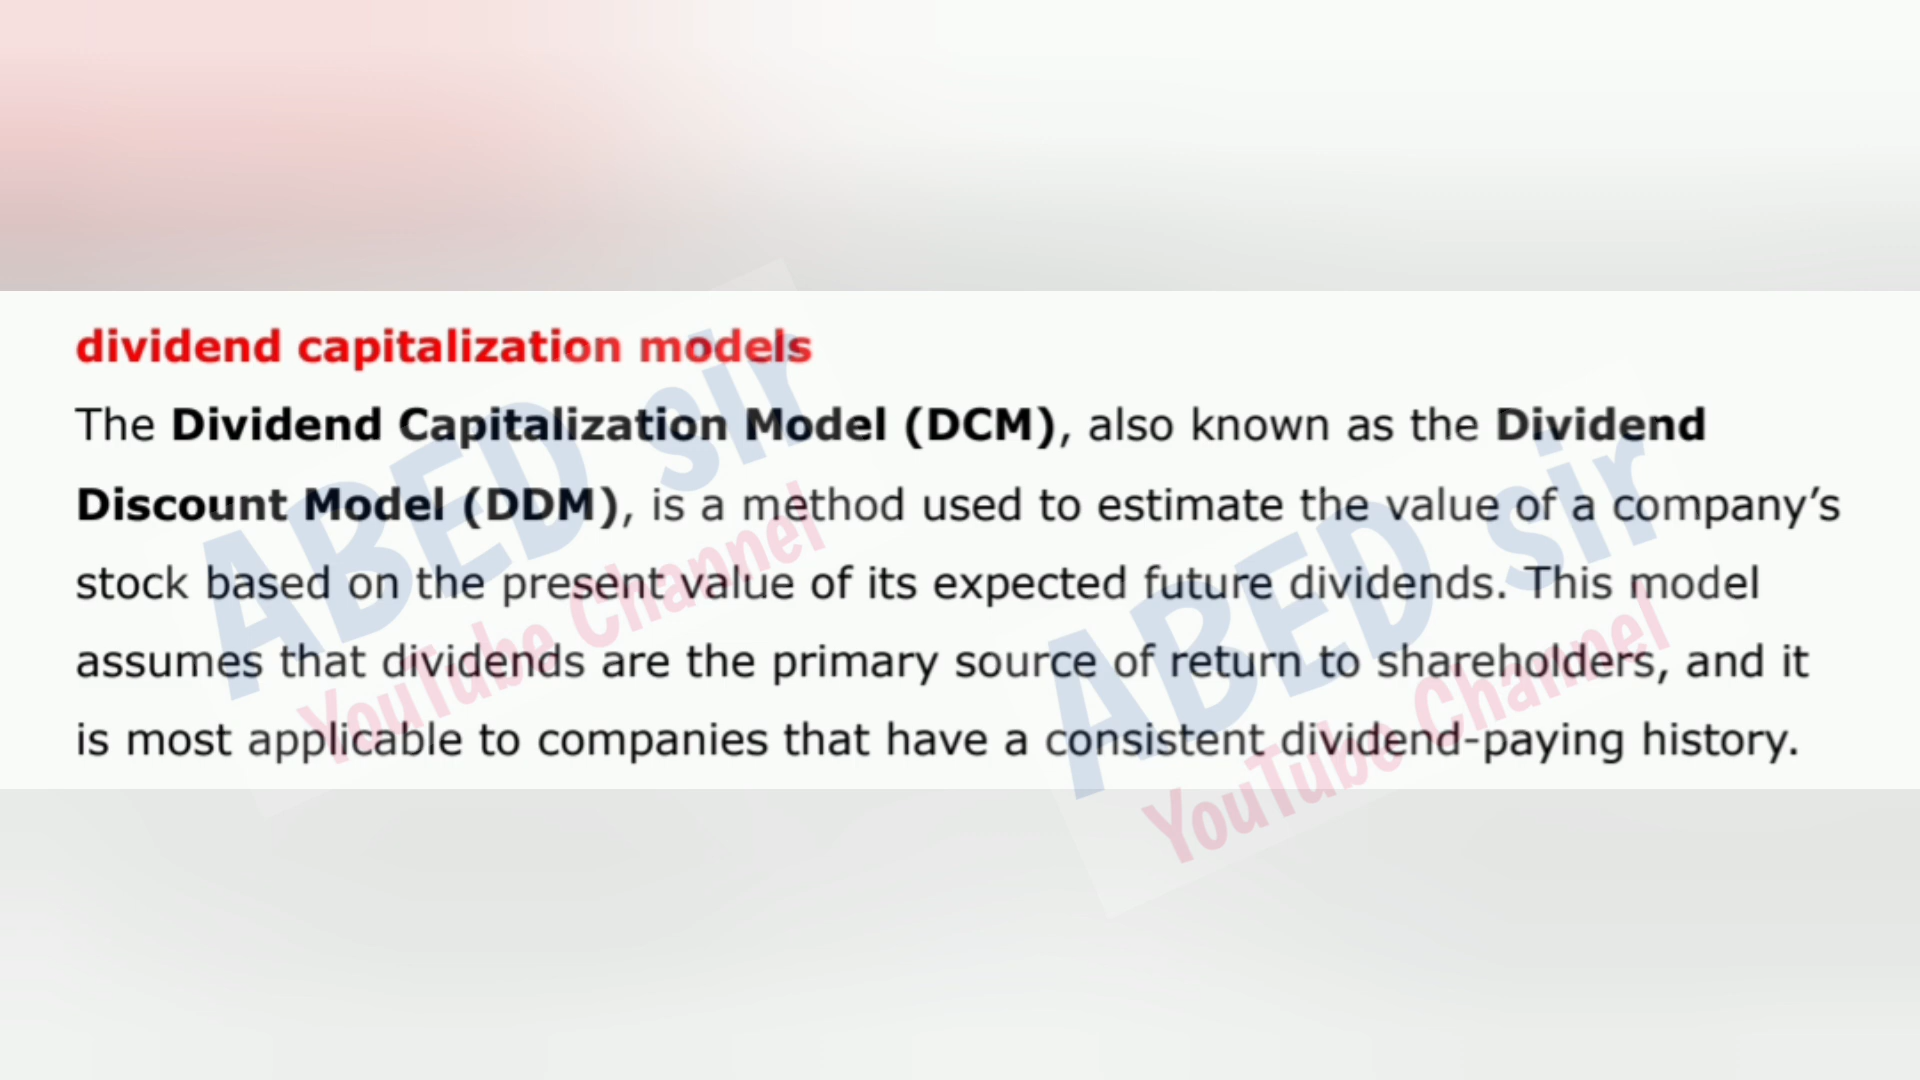 dividend capitalization models
The Dividend Capitalization Model (DCM), also known as the Dividend
Discount Model (DDM), is a method used to estimate the value of a company’s
stock based on the present value of its expected future dividends. This model
assumes that dividends are the primary source of return to shareholders, and it
is most applicable to companies that have a consistent dividend-paying history.
ABED sir
YouTube Channel
ABED sir
YouTube Channel